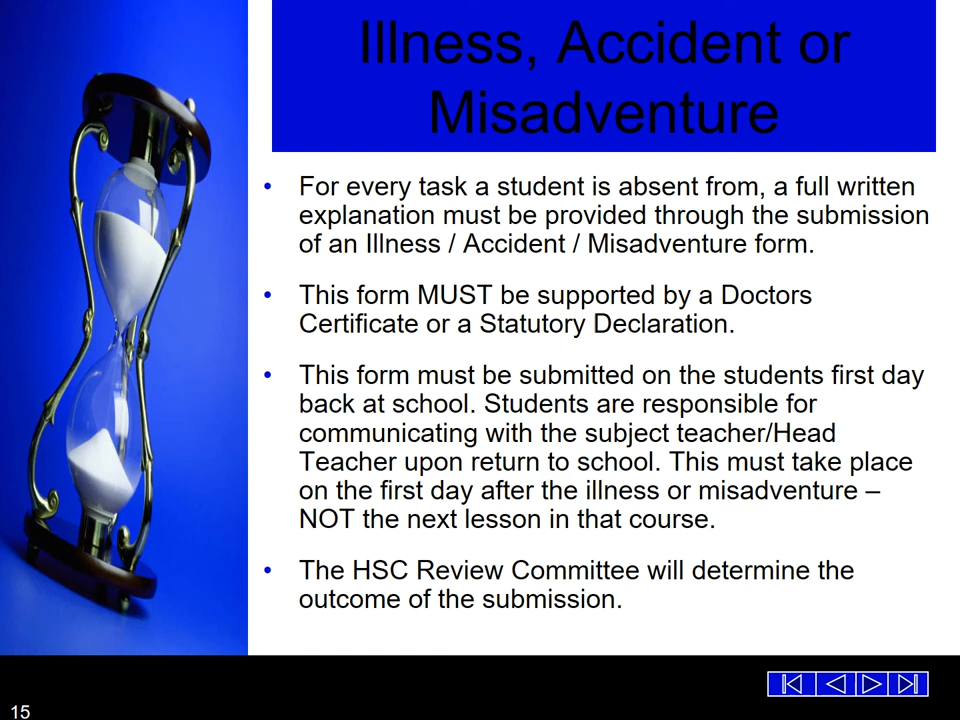 Illness, Accident or
Misadventure
• For every task a student is absent from, a full written
explanation must be provided through the submission
of an Illness / Accident / Misadventure form.
• This form MUST be supported by a Doctors
Certificate or a Statutory Declaration.
• This form must be submitted on the students first day
back at school. Students are responsible for
communicating with the subject teacher/Head
Teacher upon return to school. This must take place
on the first day after the illness or misadventure –
NOT the next lesson in that course.
• The HSC Review Committee will determine the
outcome of the submission.
15